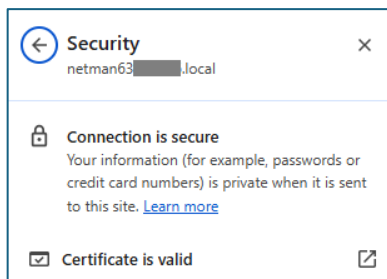 Security
netman63 .local
Connection is secure
Your information (for example, passwords or
credit card numbers) is private when it is sent
to this site. Learn more
Certificate is valid